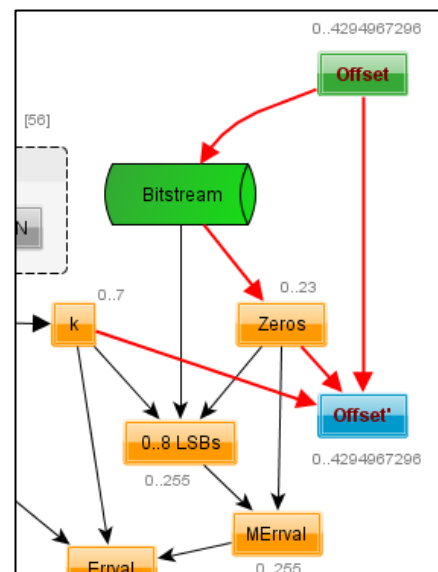 0..4294967296
Offset
[56]
Bitstream
N
0..7
0..23
k
Zeros
Offset'
0..8 LSBs
0..4294967296
0..255
MErrval
Errval
0..255